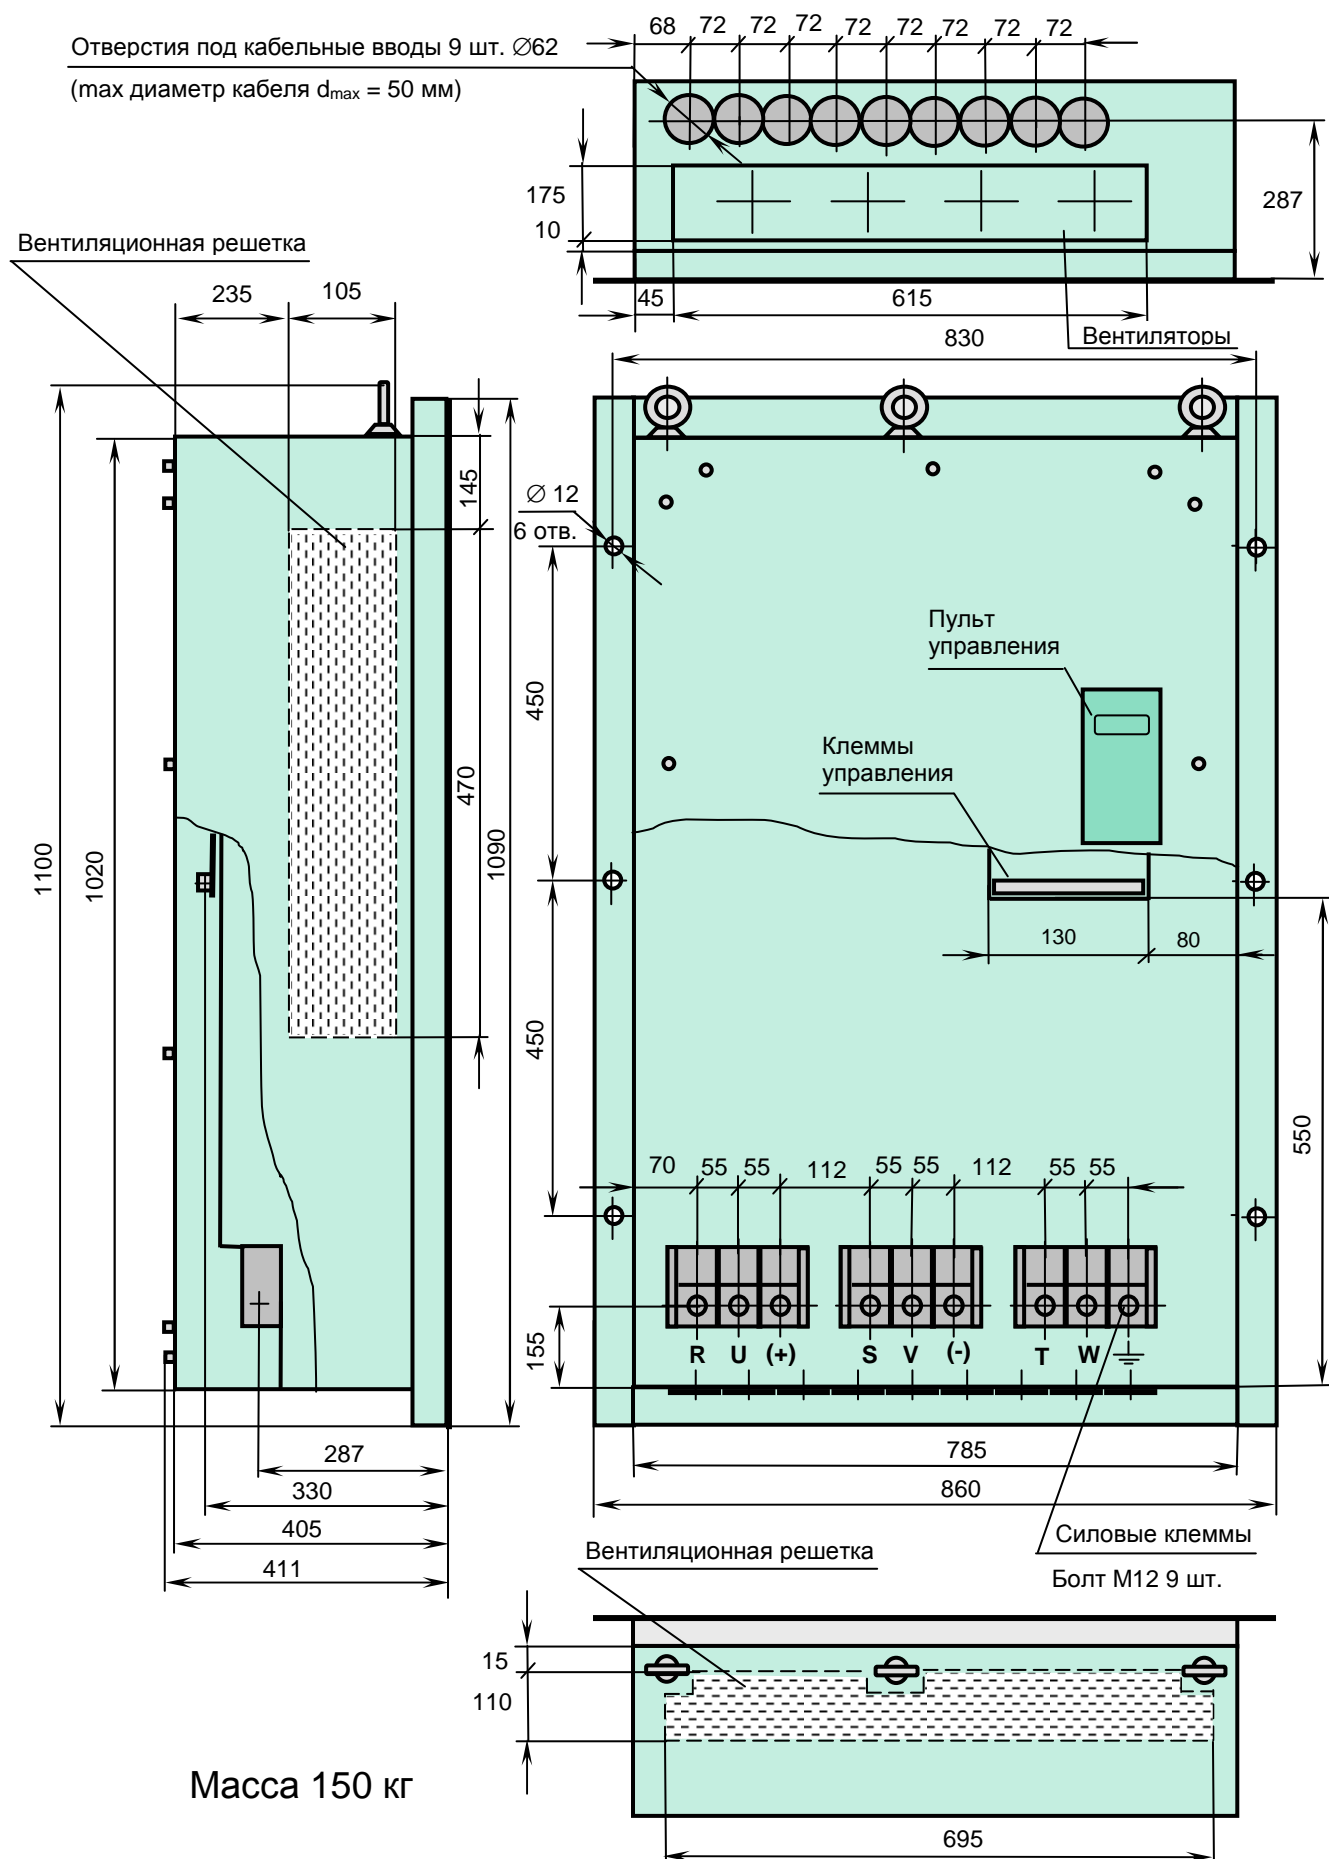 68 72 72 72 72 72 72 72 72
Отверстия под кабельные вводы 9 шт. ∅62
(max диаметр кабеля dmax = 50 мм)
175
10
287
Вентиляционная решетка
235 105
45 615
Вентиляторы
830
145
∅ 12
6 отв.
Пульт
управления
450
Клеммы
управления
470
1090
1100
1020
130 80
450
550
70 55 55 112 55 55 112 55 55
155
R U (+) S V (-) T W
287
785
330
860
405
Силовые клеммы
411
Вентиляционная решетка
Болт М12 9 шт.
15
110
Масса 150 кг
695